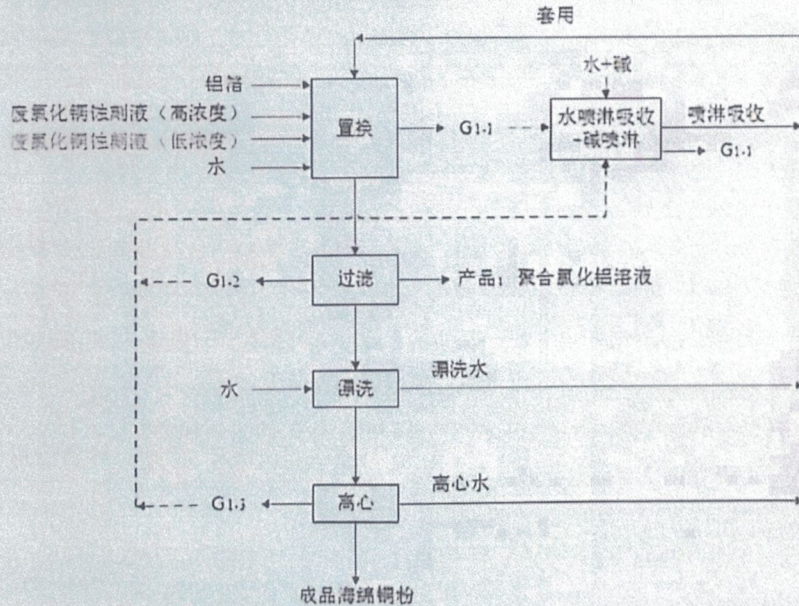 套用
水+碱
铝箔
废氯化铜蚀刻液（高浓度）
废氯化铜蚀刻液（低浓度）
水
置换
G1-1
水喷淋吸收
+碱喷淋
喷淋吸收
G1-1
G1-2
过滤
产品1 聚合氯化铝溶液
水
漂洗
漂洗水
G1-3
离心
离心水
成品海绵铜粉